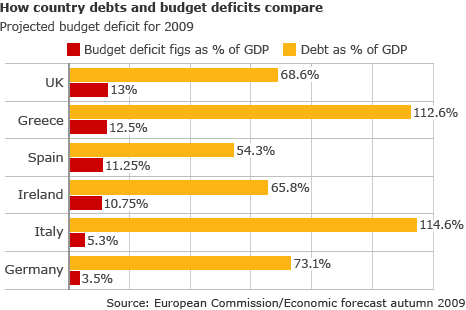 How country debts and budget deficits compare
Projected budget deficit for 2009
Budget deficit figs as % of GDP Debt as % of GDP
UK 68.6%
13%
Greece 112.6%
12.5%
Spain 54.3%
11.25%
Ireland 65.8%
10.75%
Italy 114.6%
5.3%
Germany 73.1%
3.5%
Source: European Commission/Economic forecast autumn 2009